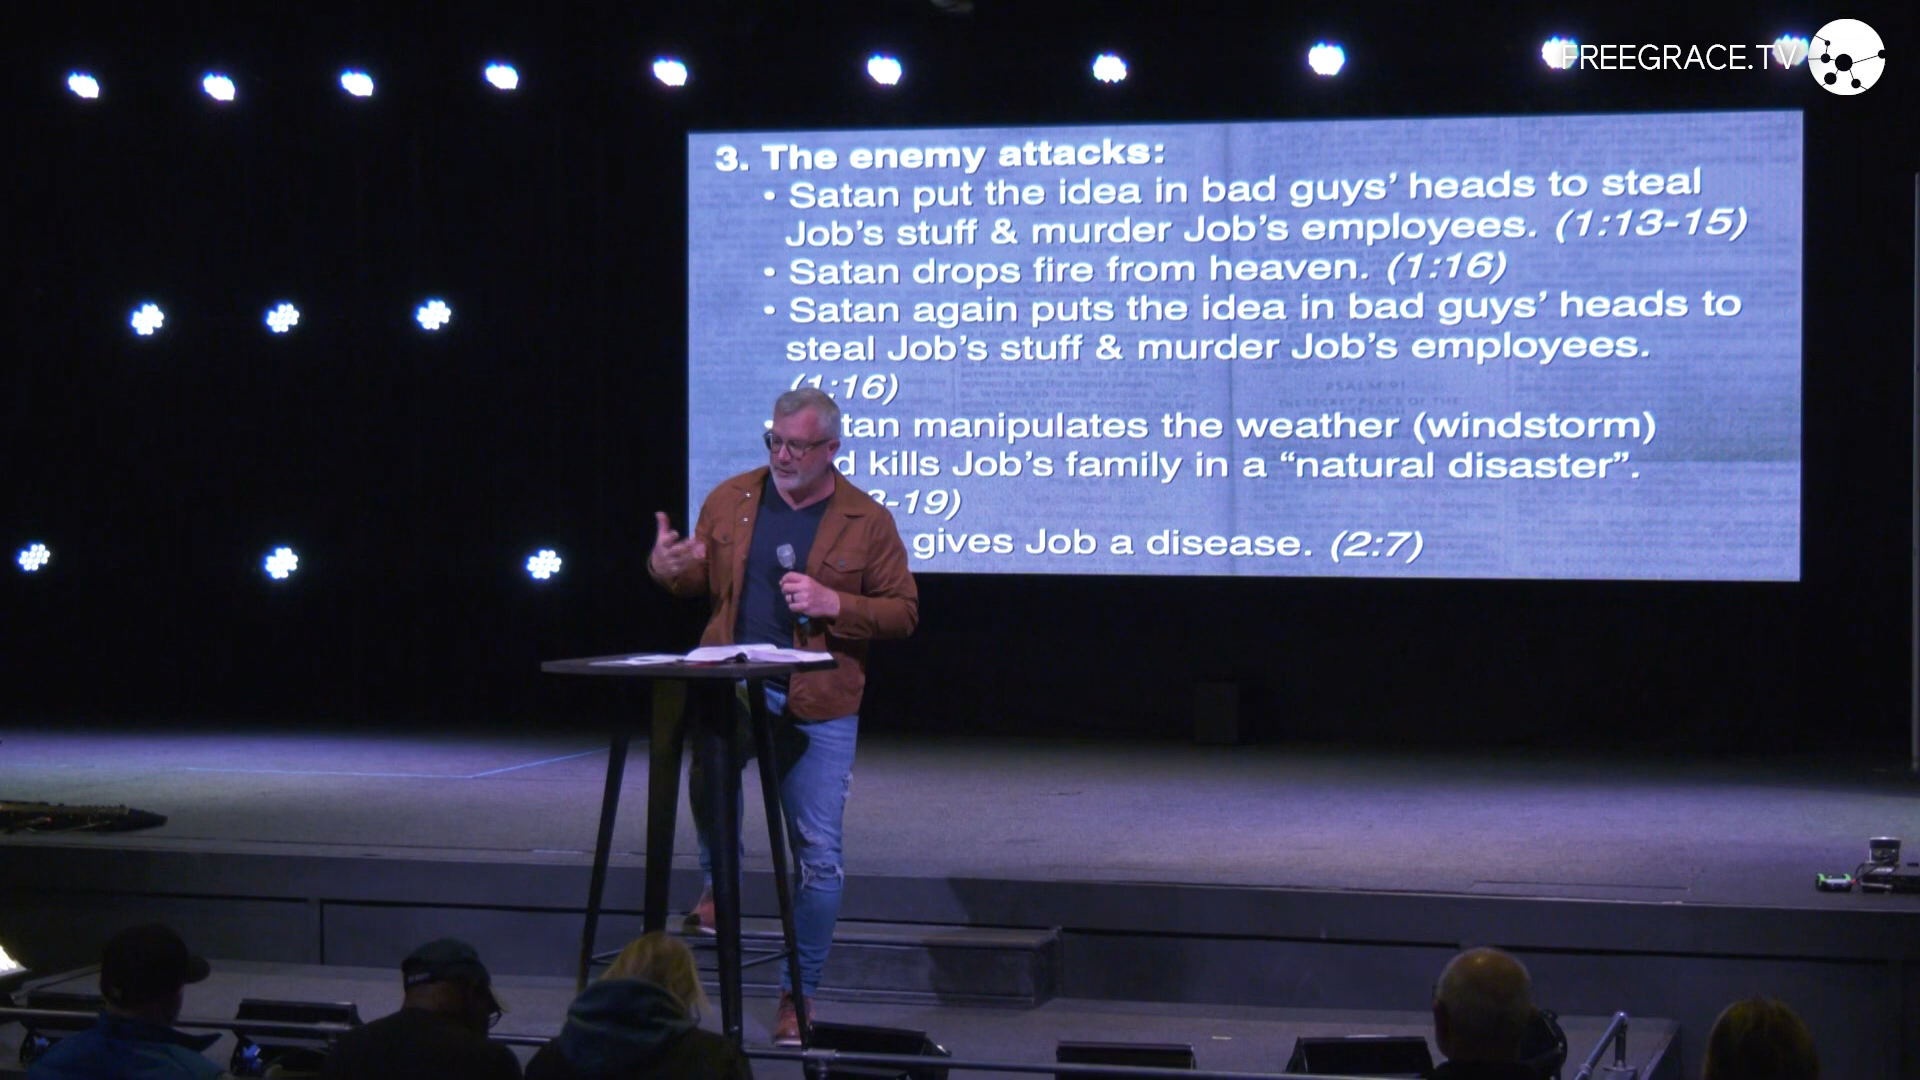 FREEGRACE.TV
3. The enemy attacks:
• Satan put the idea in bad guys’ heads to steal
Job’s stuff & murder Job’s employees. (1:13-15)
• Satan drops fire from heaven. (1:16)
• Satan again puts the idea in bad guys’ heads to
steal Job’s stuff & murder Job’s employees.
(1:16)
tan manipulates the weather (windstorm)
d kills Job’s family in a “natural disaster”.
-19)
gives Job a disease. (2:7)